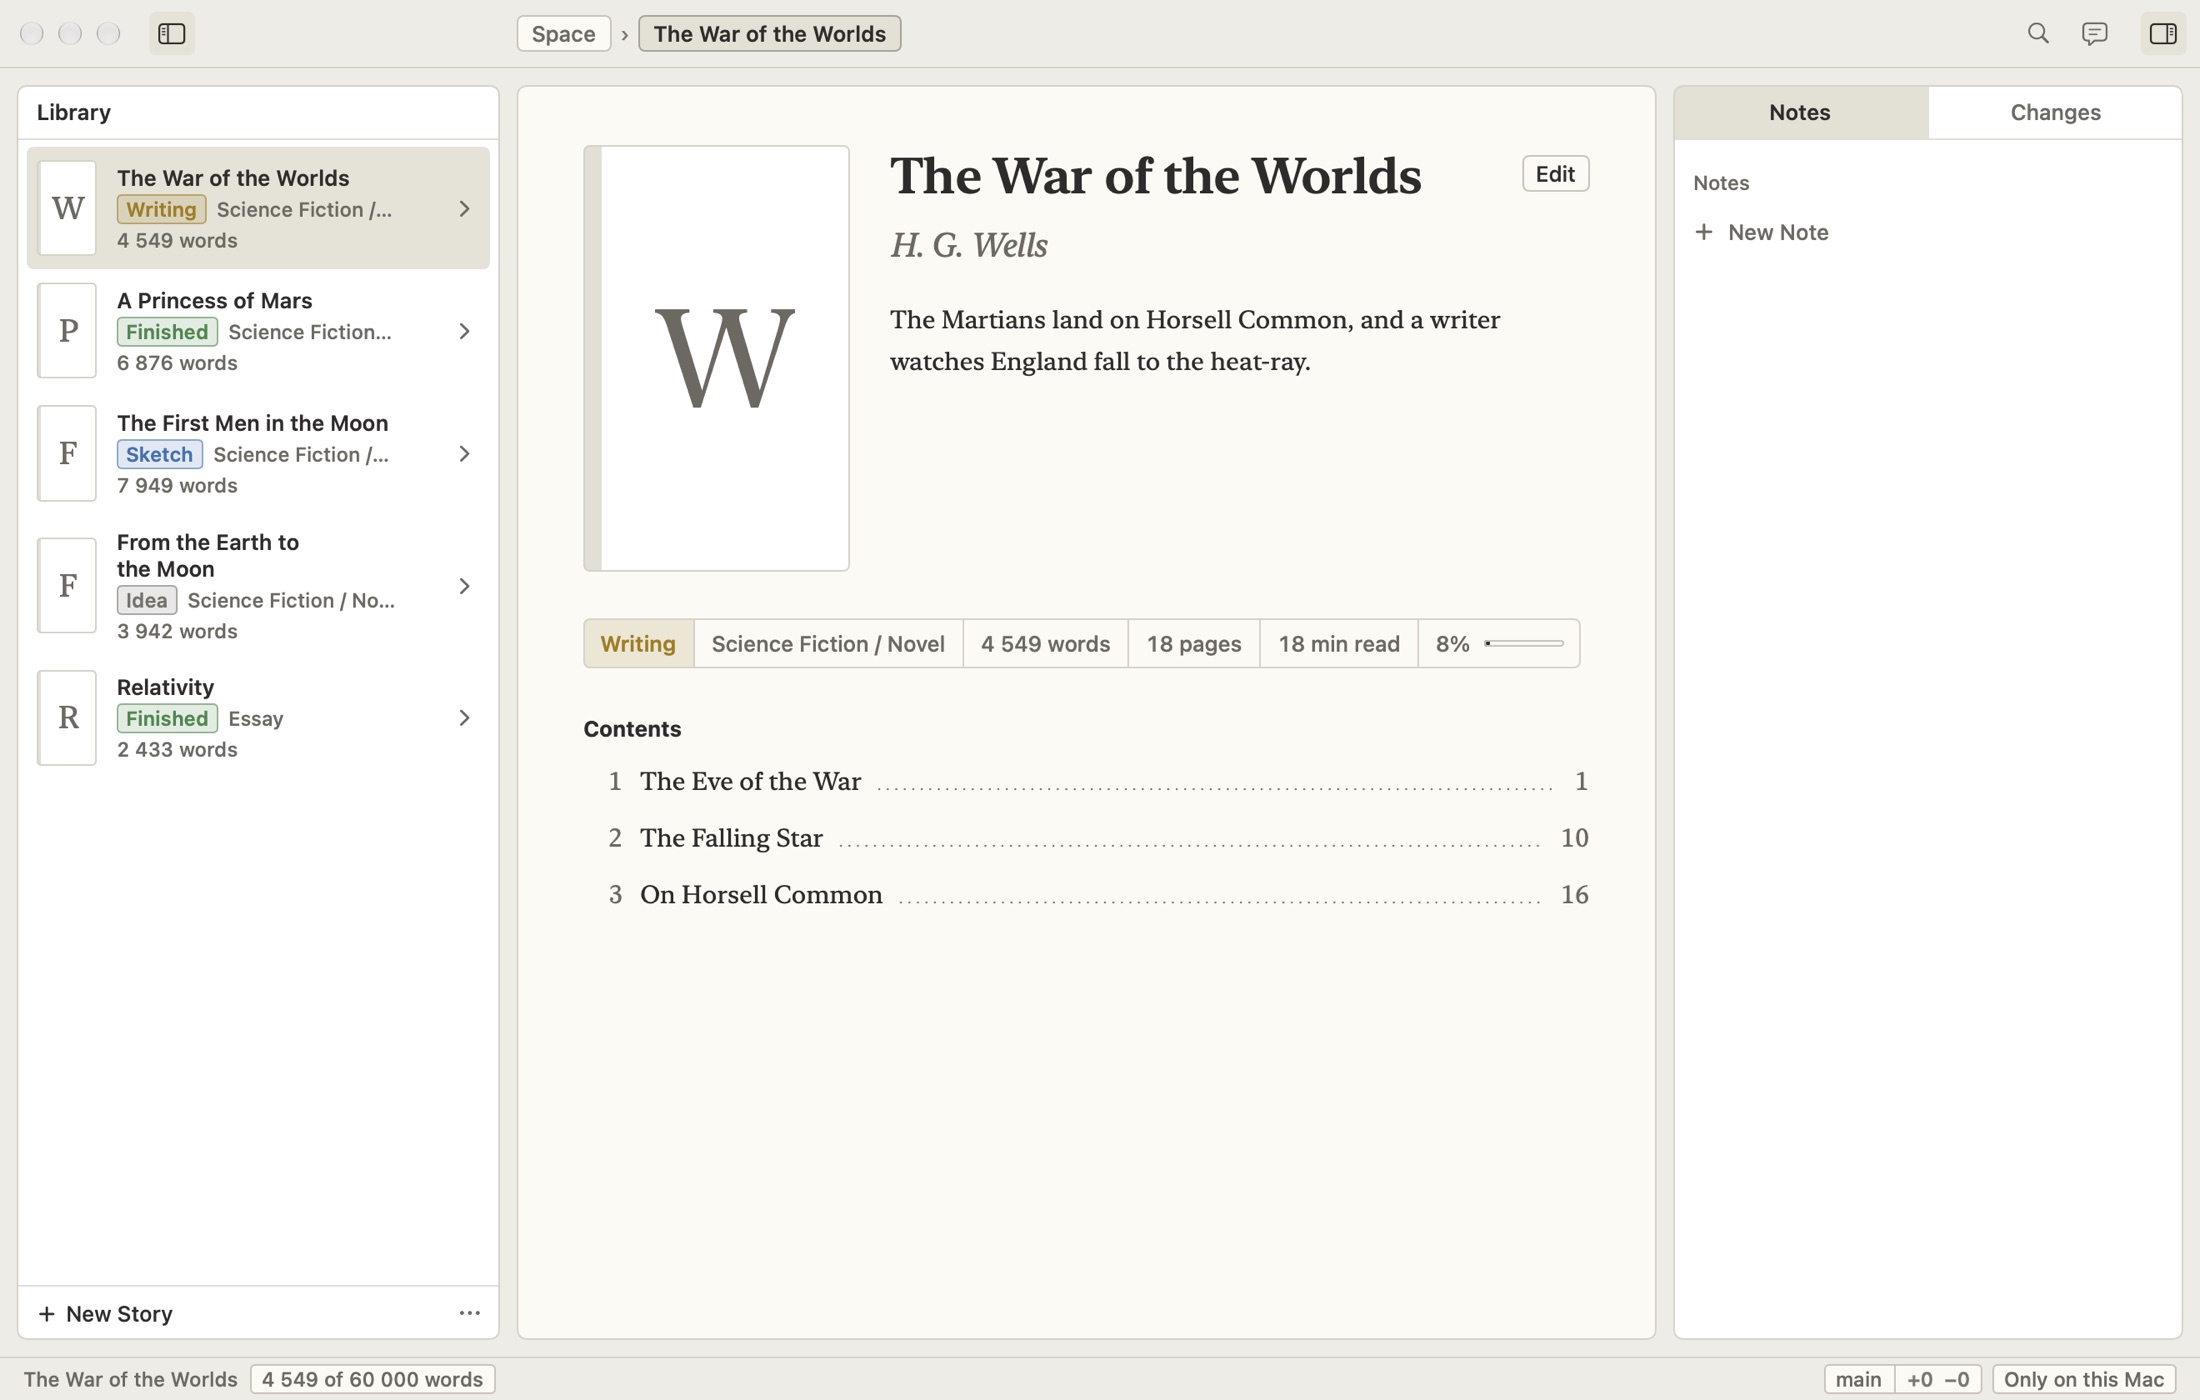 Space › The War of the Worlds
Library
W
The War of the Worlds
Writing Science Fiction /...
4 549 words
P
A Princess of Mars
Finished Science Fiction...
6 876 words
F
The First Men in the Moon
Sketch Science Fiction /...
7 949 words
F
From the Earth to
the Moon
Idea Science Fiction / No...
3 942 words
R
Relativity
Finished Essay
2 433 words
+ New Story ...
W
The War of the Worlds
Edit
H. G. Wells
The Martians land on Horsell Common, and a writer
watches England fall to the heat-ray.
Writing Science Fiction / Novel 4 549 words 18 pages 18 min read 8%
Contents
1 The Eve of the War 1
2 The Falling Star 10
3 On Horsell Common 16
Notes Changes
Notes
+ New Note
The War of the Worlds 4 549 of 60 000 words
main +0 −0 Only on this Mac